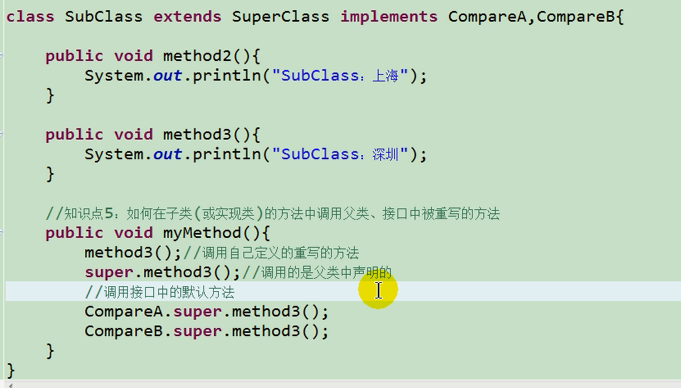 class SubClass extends SuperClass implements CompareA,CompareB{
public void method2(){
System.out.println("SubClass：上海");
}
public void method3(){
System.out.println("SubClass：深圳");
}
//知识点5：如何在子类(或实现类)的方法中调用父类、接口中被重写的方法
public void myMethod(){
method3();//调用自己定义的重写的方法
super.method3();//调用的是父类中声明的
//调用接口中的默认方法
CompareA.super.method3();
CompareB.super.method3();
}
}